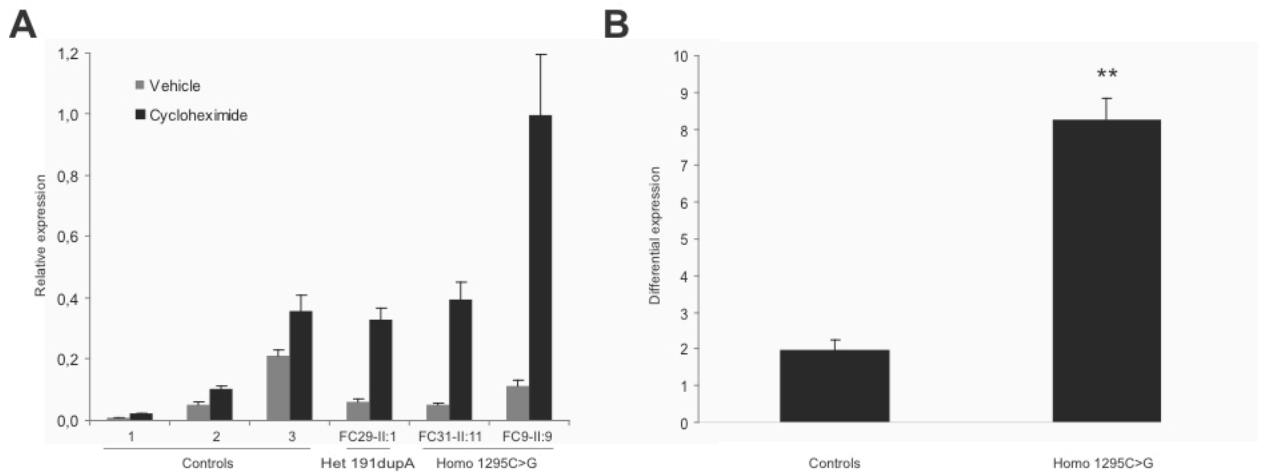 A
1,2
1,0
0,8
0,6
0,4
0,2
0,0
Relative expression
Vehicle
Cycloheximide
1 2 3 FC29-II:1 FC31-II:11 FC9-II:9
Controls Het 191dupA Homo 1295C>G
B
10
9
8
7
6
5
4
3
2
1
0
Differential expression
**
Controls Homo 1295C>G